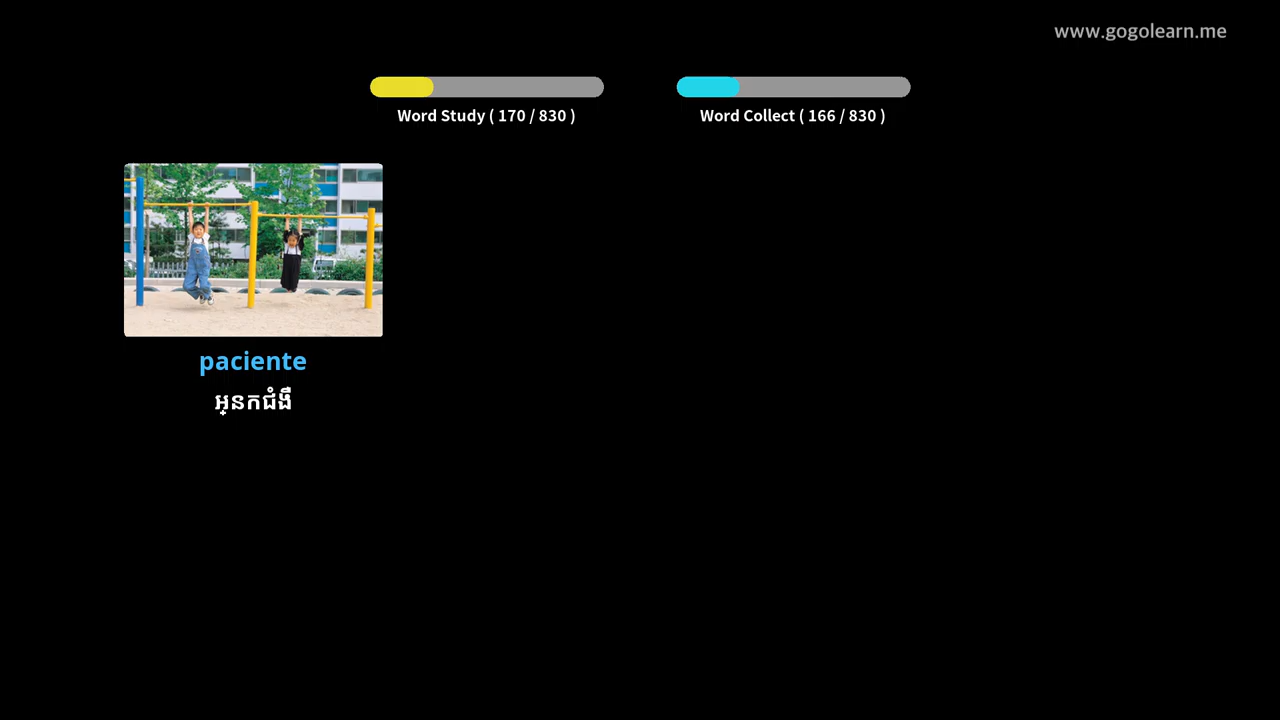 www.gogolearn.me
Word Study ( 170 / 830 )
Word Collect ( 166 / 830 )
paciente
អ្នកជំងឺ